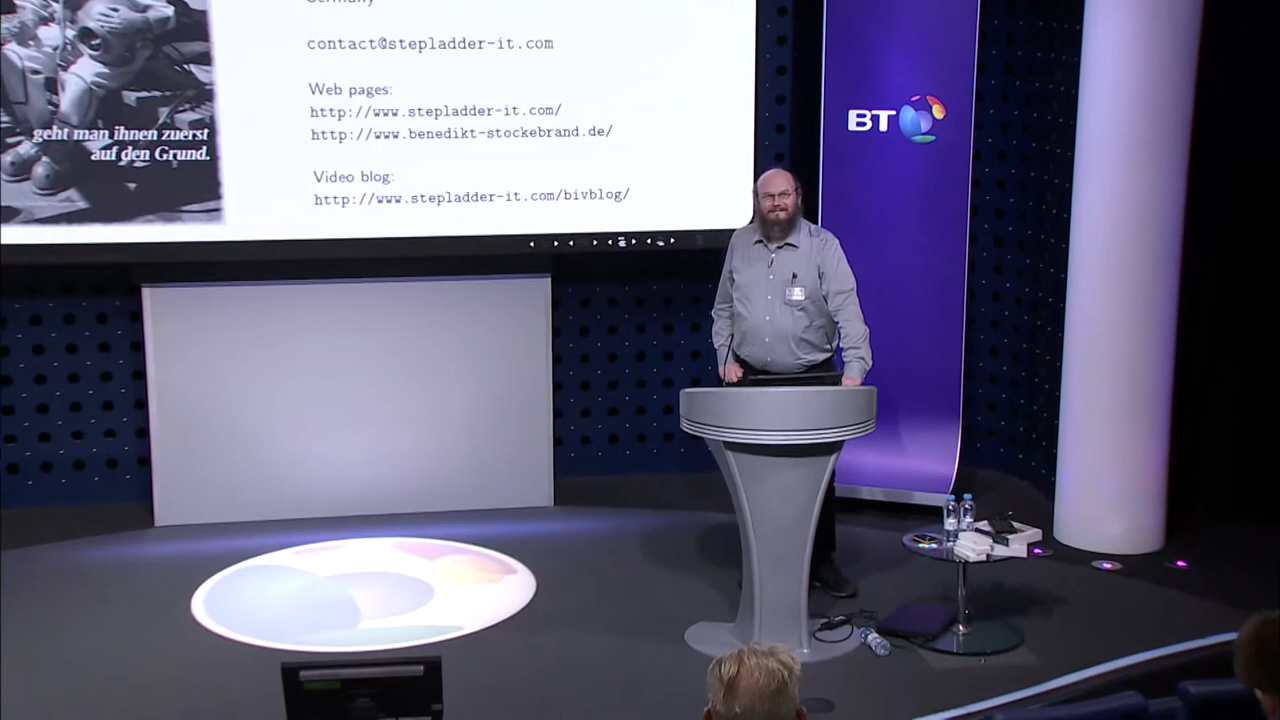 Germany
contact@stepladder-it.com
Web pages:
http://www.stepladder-it.com/
http://www.benedikt-stockebrand.de/
Video blog:
http://www.stepladder-it.com/bivblog/
geht man ihnen zuerst
auf den Grund.
BT